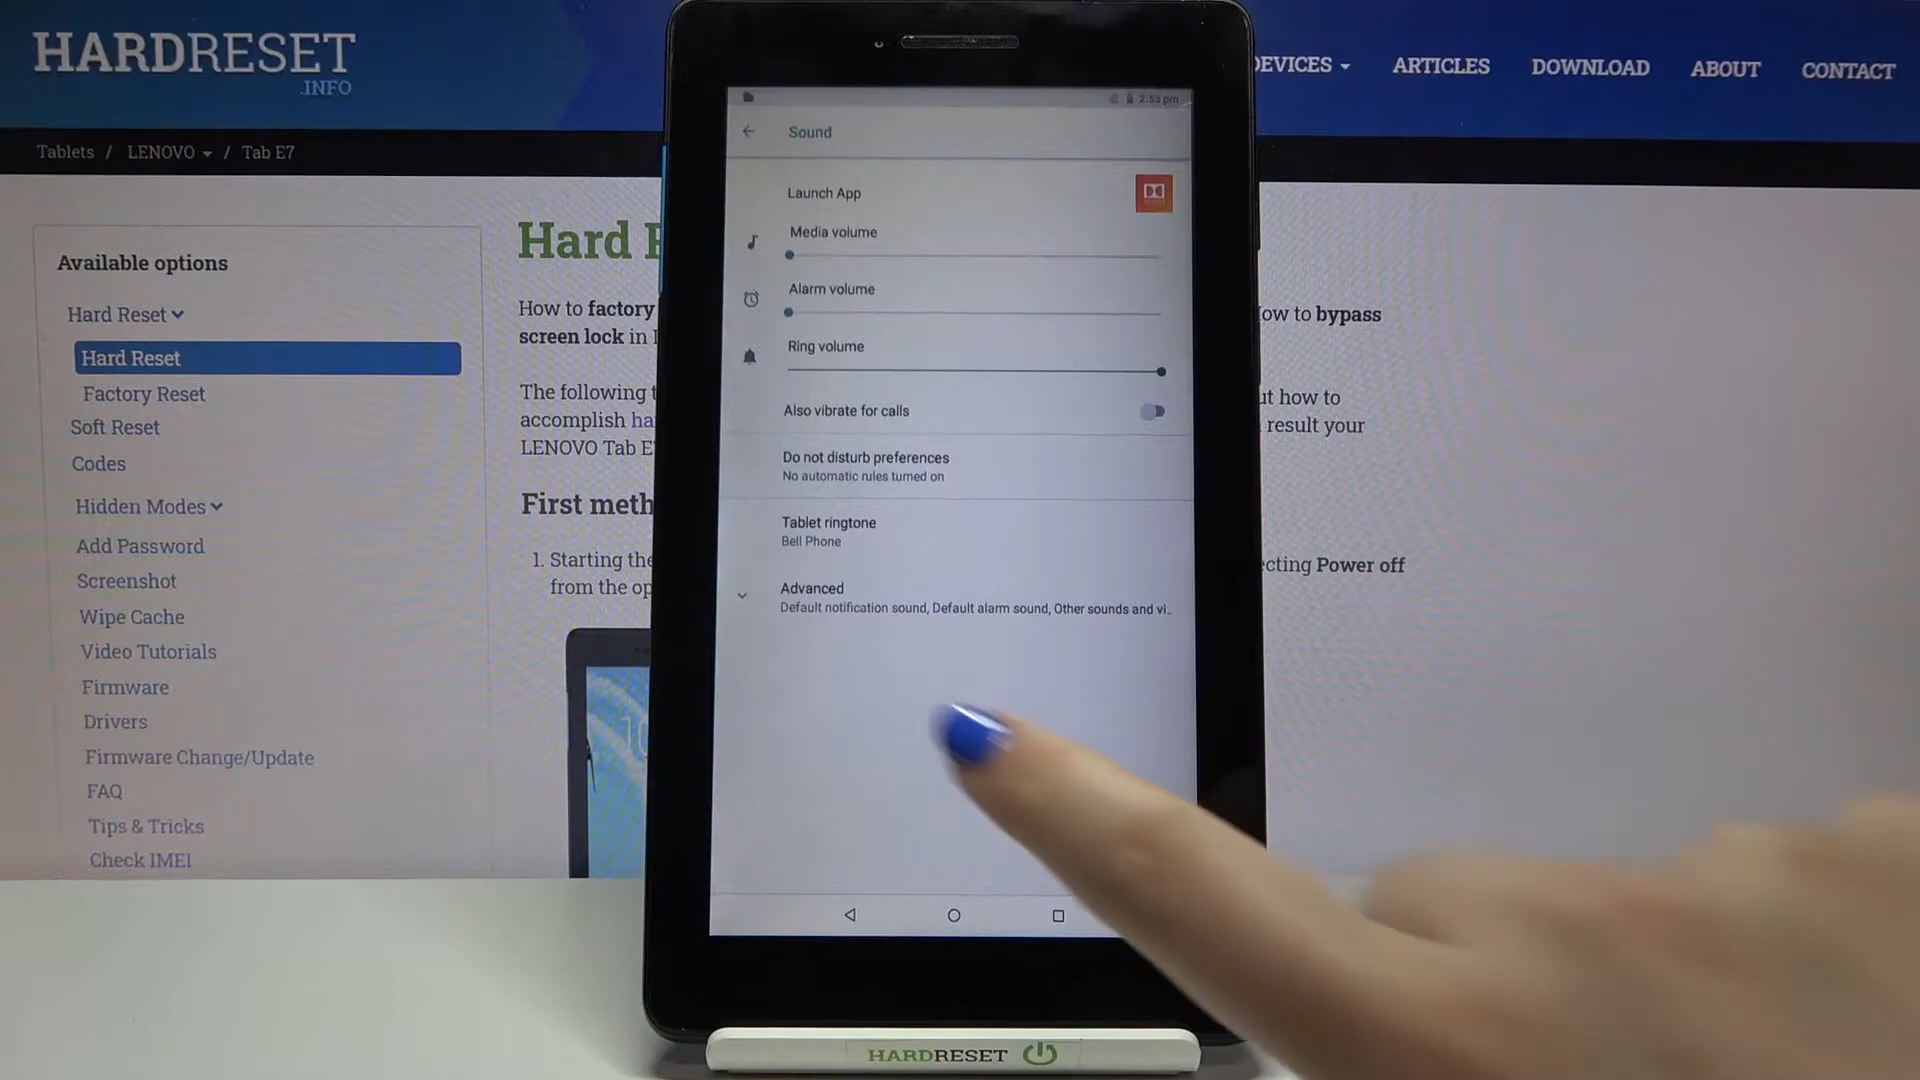 HARDRESET
.INFO
DEVICES
ARTICLES
DOWNLOAD
ABOUT
CONTACT
Tablets / LENOVO / Tab E7
Available options
Hard Reset
Hard Reset
Factory Reset
Soft Reset
Codes
Hidden Modes
Add Password
Screenshot
Wipe Cache
Video Tutorials
Firmware
Drivers
Firmware Change/Update
FAQ
Tips & Tricks
Check IMEI
Hard
How to factory
screen lock in
The following
accomplish
LENOVO Tab
First
1. Starting the
from the
2:53 pm
Sound
Launch App
Media volume
Alarm volume
Ring volume
Also vibrate for calls
Do not disturb preferences
No automatic rules turned on
Tablet ringtone
Bell Phone
Advanced
Default notification sound, Default alarm sound, Other sounds and vi..
bypass
how to
result your
Power off
HARDRESET